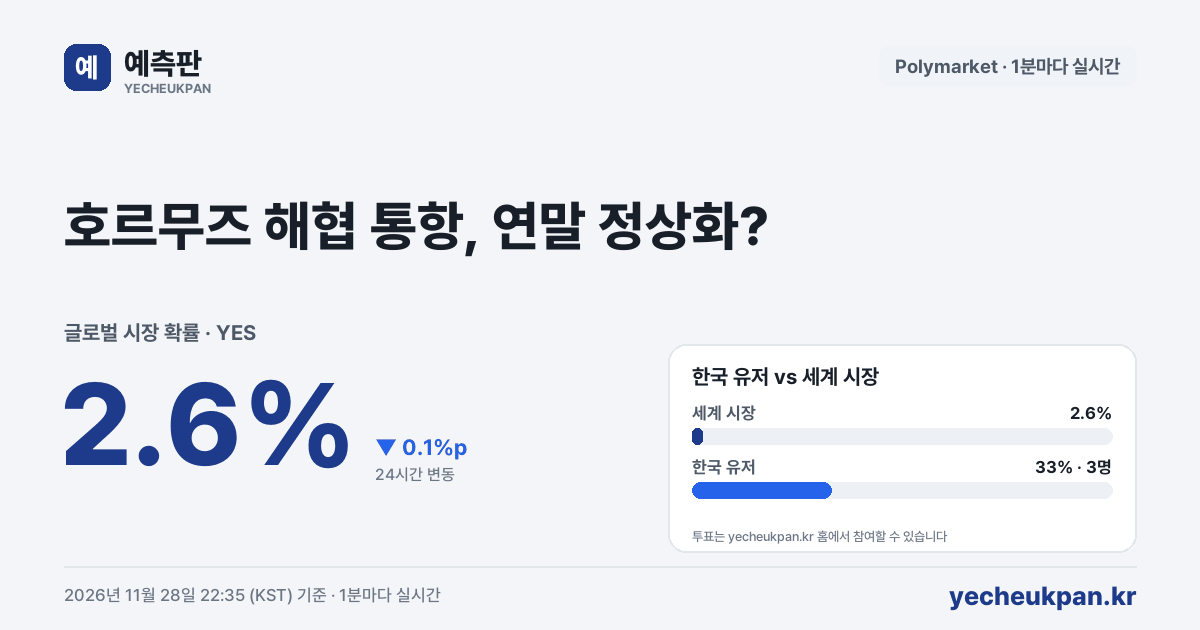 예
예측판
YECHEUKPAN
Polymarket · 1분마다 실시간
호르무즈 해협 통항, 연말 정상화?
글로벌 시장 확률 · YES
2.6%
▼ 0.1%p
24시간 변동
한국 유저 vs 세계 시장
세계 시장 2.6%
한국 유저 33% · 3명
투표는 yecheukpan.kr 홈에서 참여할 수 있습니다
2026년 11월 28일 22:35 (KST) 기준 · 1분마다 실시간
yecheukpan.kr